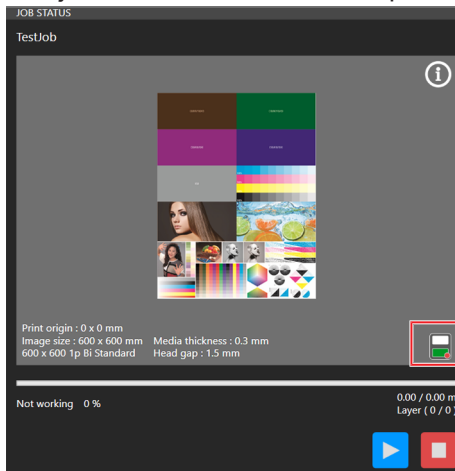 JOB STATUS
TestJob
Print origin : 0 x 0 mm
Image size : 600 x 600 mm Media thickness : 0.3 mm
600 x 600 1p Bi Standard Head gap : 1.5 mm
Not working 0 %
0.00 / 0.00 m
Layer ( 0 / 0 )